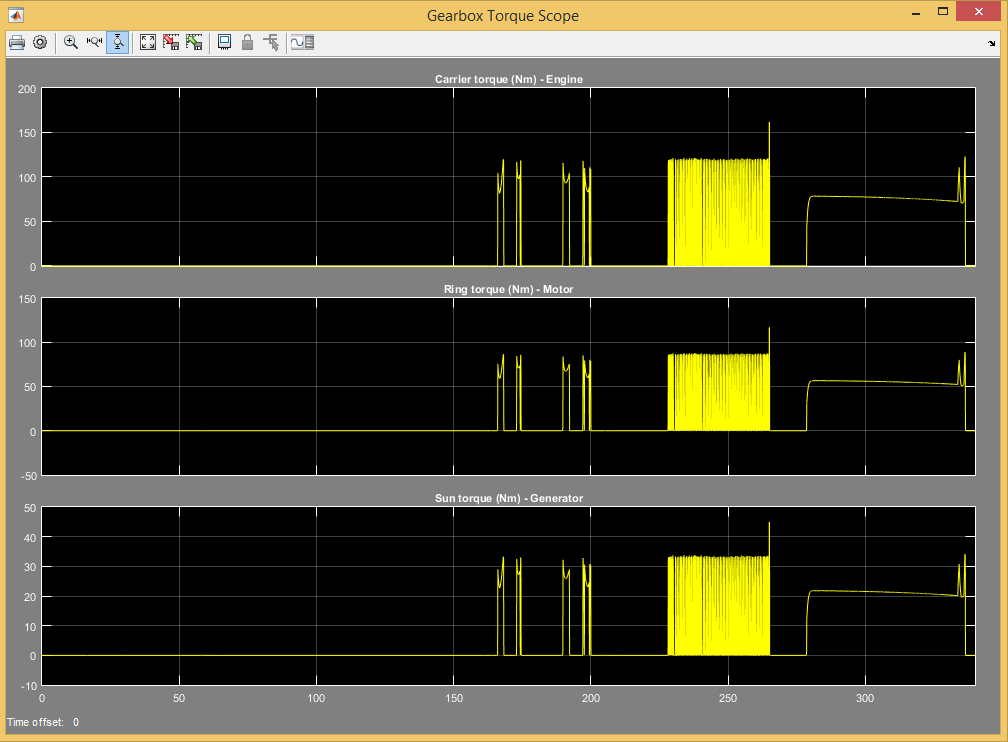 Gearbox Torque Scope
Carrier torque (Nm) - Engine
200
150
100
50
0
Ring torque (Nm) - Motor
150
100
50
0
-50
Sun torque (Nm) - Generator
50
40
30
20
10
0
-10
0 50 100 150 200 250 300
Time offset: 0